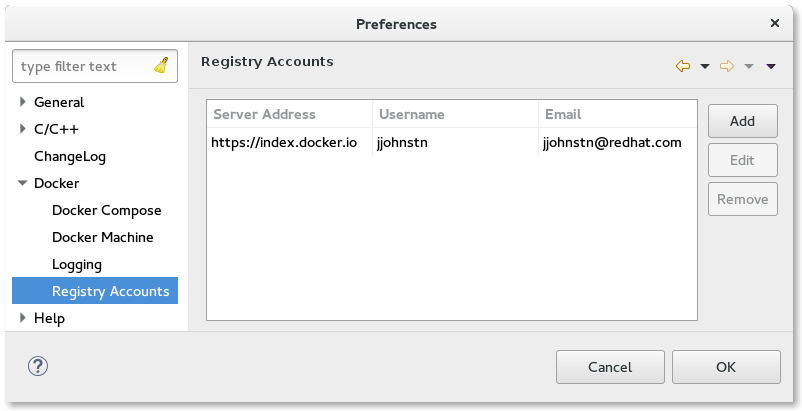 Preferences
type filter text
General
C/C++
ChangeLog
Docker
Docker Compose
Docker Machine
Logging
Registry Accounts
Help
Registry Accounts
Server Address Username Email
https://index.docker.io jjohnstn jjohnstn@redhat.com
Add
Edit
Remove
?
Cancel OK